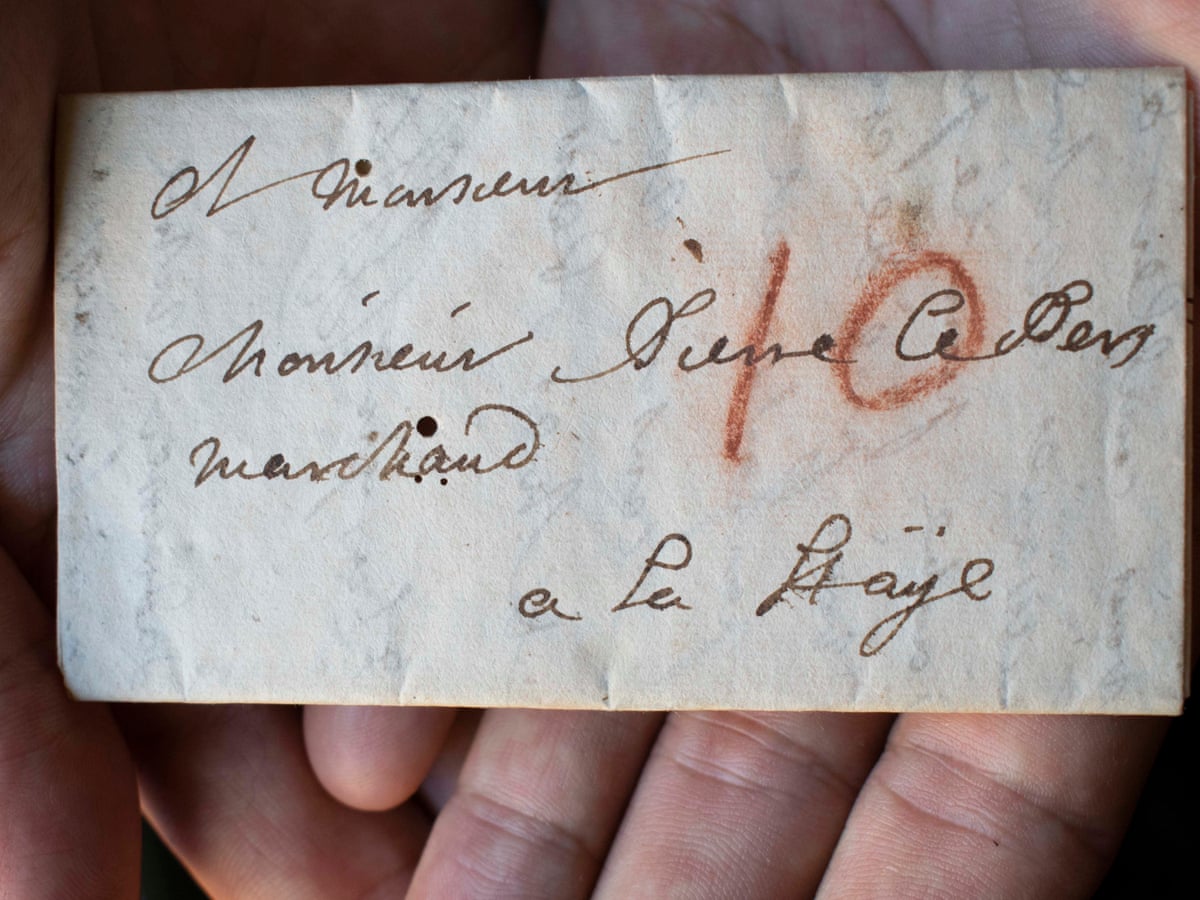 A Monsieur
10
Monsieur Pierre Le Pers
marchand
a La Haÿe